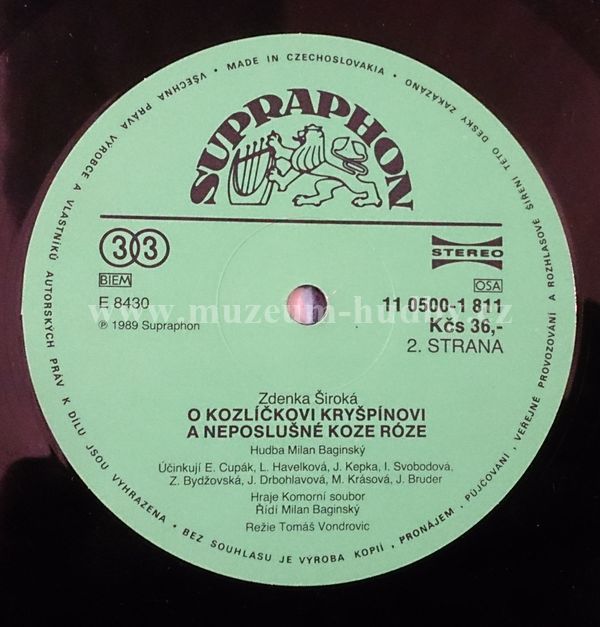 • MADE IN CZECHOSLOVAKIA • VŠECHNA PRÁVA VÝROBCE A VLASTNÍKŮ AUTORSKÝCH PRÁV K DÍLU JSOU VYHRAZENA • BEZ SOUHLASU JE VÝROBA KOPIÍ, PRONÁJEM, PŮJČOVÁNÍ, VEŘEJNÉ PROVOZOVÁNÍ A ROZHLASOVÉ ŠÍŘENÍ TÉTO DESKY ZAKÁZÁNO
SUPRAPHON
33
STEREO
BIEM
OSA
E 8430
11 0500-1 811
www.muzeum-hudby.cz
℗ 1989 Supraphon
Kčs 36,-
2. STRANA
Zdenka Široká
O KOZLÍČKOVI KRYŠPÍNOVI
A NEPOSLUŠNÉ KOZE RÓZE
Hudba Milan Baginský
Účinkují E. Cupák, L. Havelková, J. Kepka, I. Svobodová,
Z. Bydžovská, J. Drbohlavová, M. Krásová, J. Bruder
Hraje Komorní soubor
Řídí Milan Baginský
Režie Tomáš Vondrovic